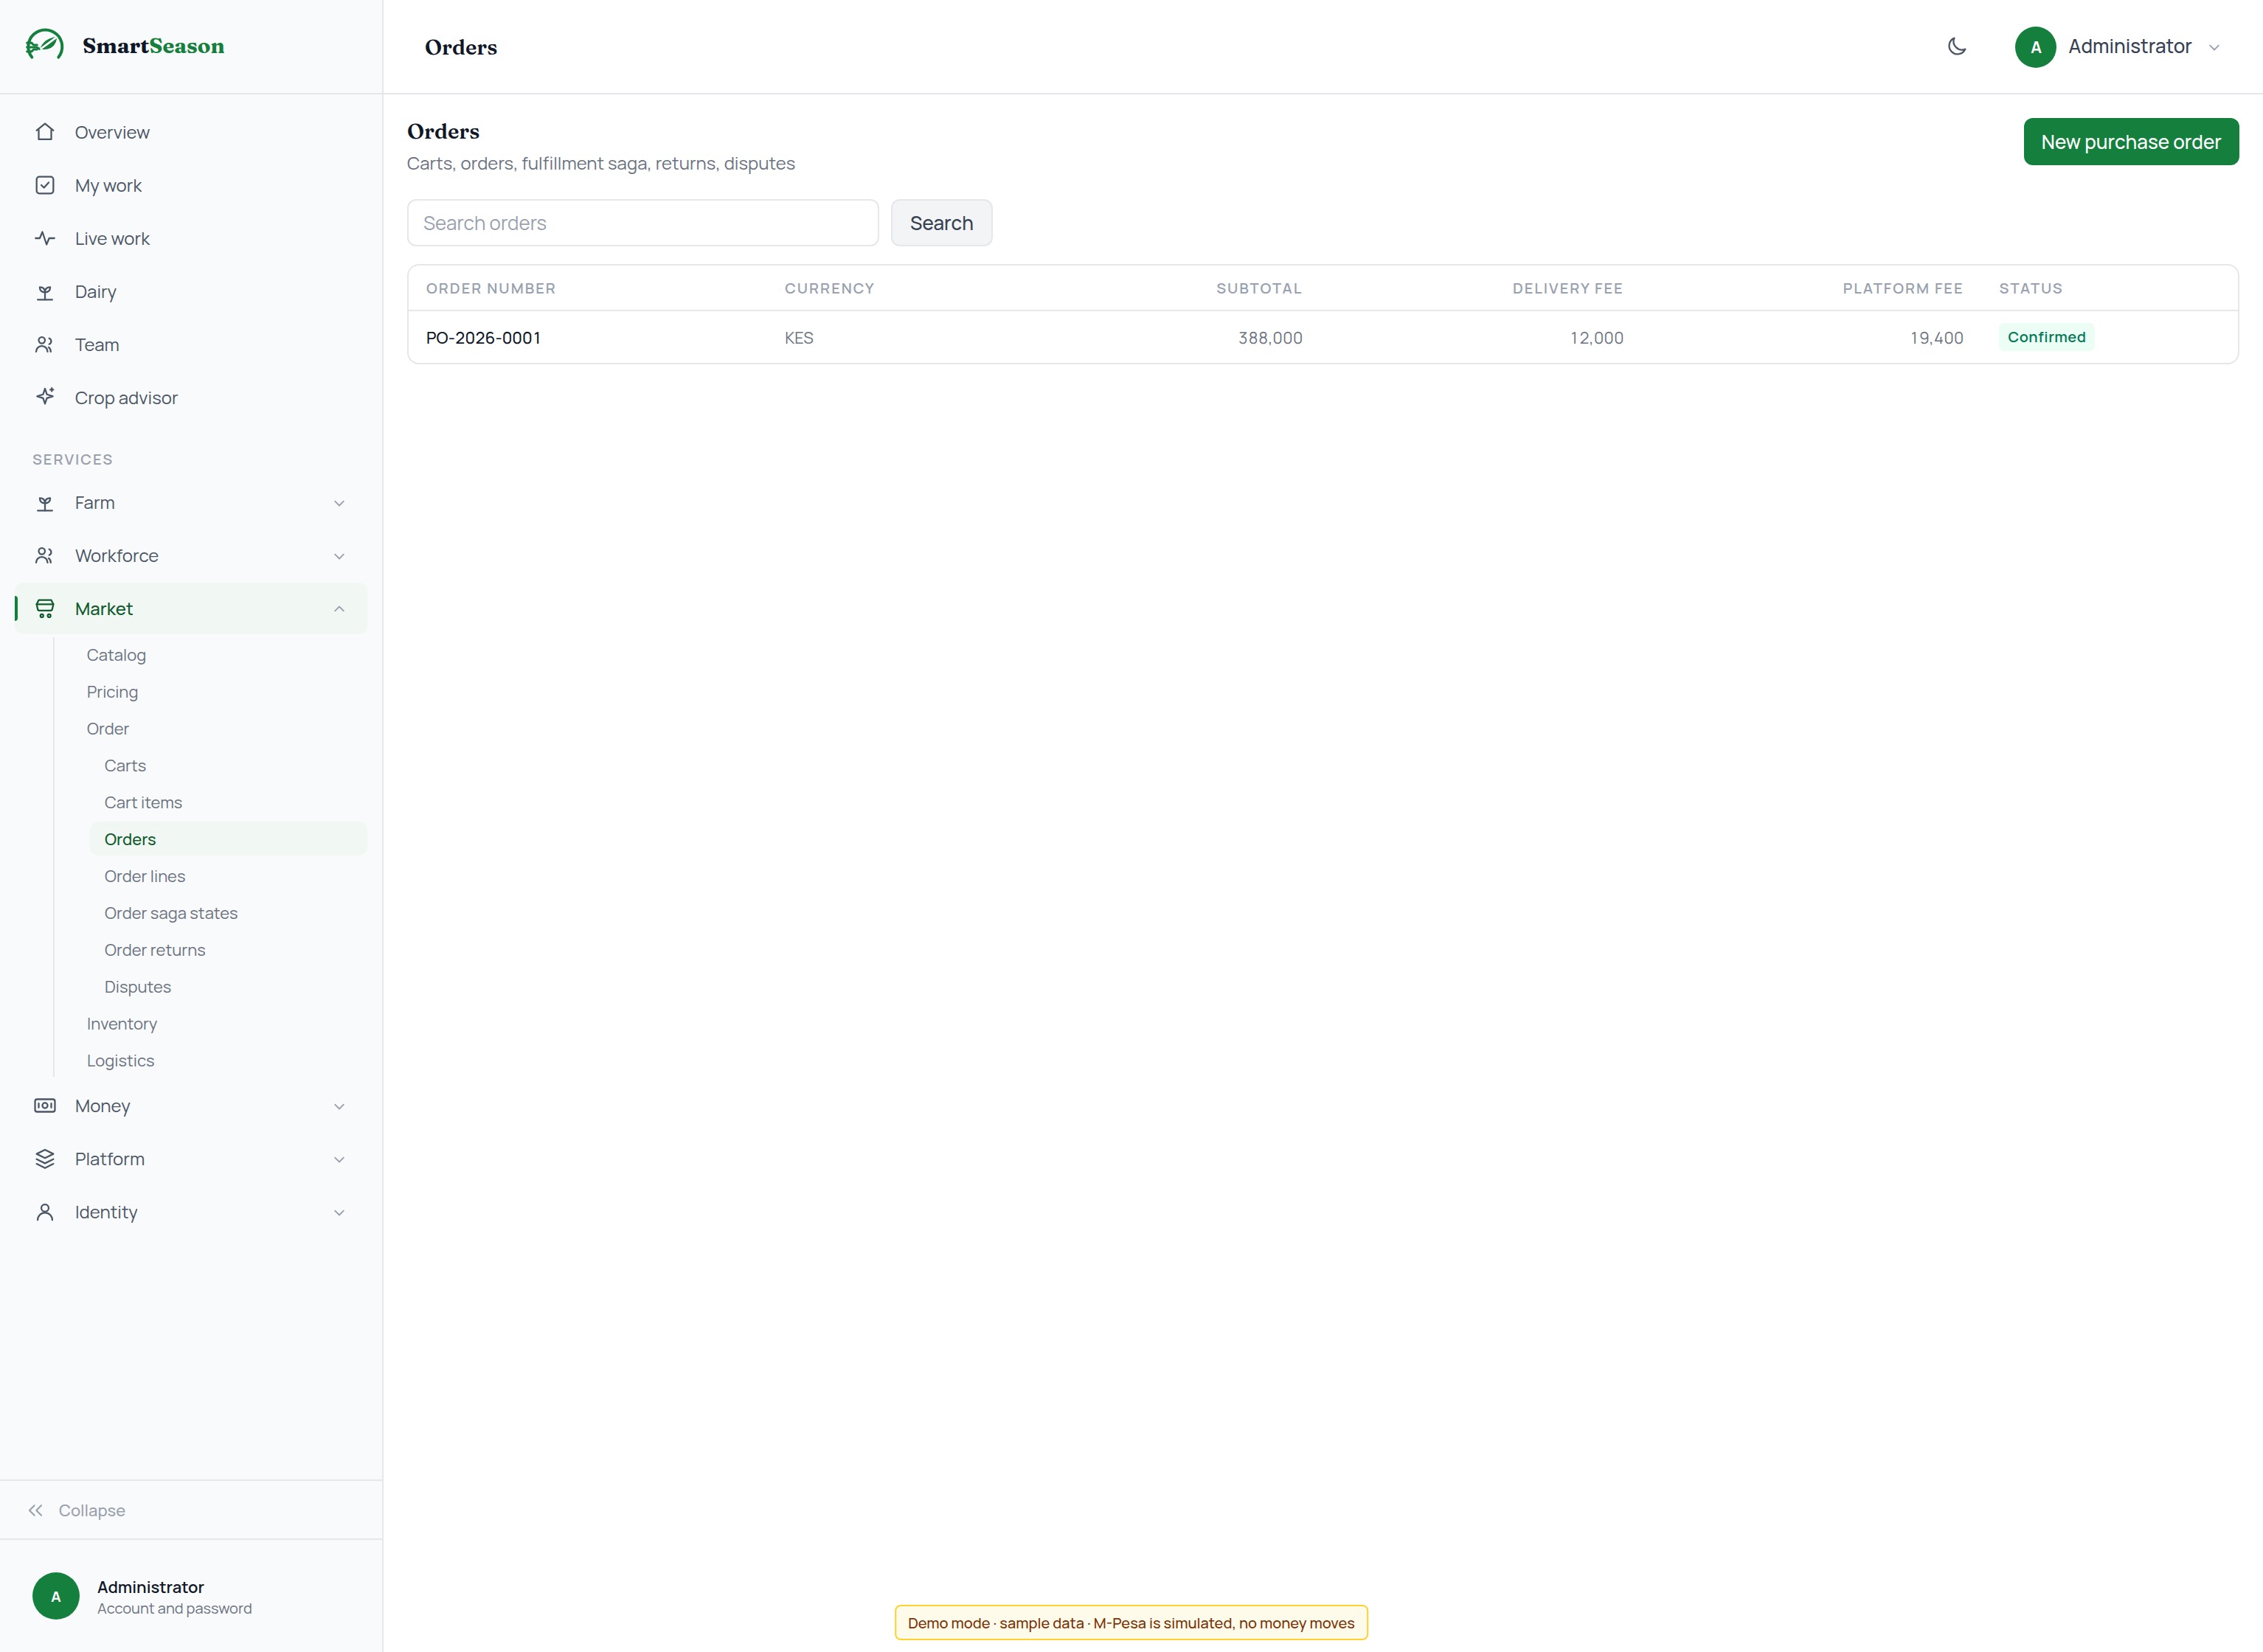 SmartSeason
Orders
A
Administrator
Overview
My work
Live work
Dairy
Team
Crop advisor
SERVICES
Farm
Workforce
Market
Catalog
Pricing
Order
Carts
Cart items
Orders
Order lines
Order saga states
Order returns
Disputes
Inventory
Logistics
Money
Platform
Identity
Collapse
A
Administrator
Account and password
Orders
Carts, orders, fulfillment saga, returns, disputes
New purchase order
Search orders
Search
ORDER NUMBER CURRENCY SUBTOTAL DELIVERY FEE PLATFORM FEE STATUS
PO-2026-0001 KES 388,000 12,000 19,400 Confirmed
Demo mode · sample data · M-Pesa is simulated, no money moves